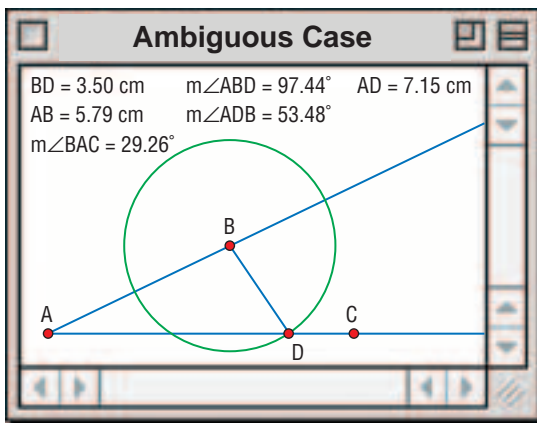 Ambiguous Case
BD = 3.50 cm m∠ABD = 97.44˚ AD = 7.15 cm
AB = 5.79 cm m∠ADB = 53.48˚
m∠BAC = 29.26˚
B
A
C
D